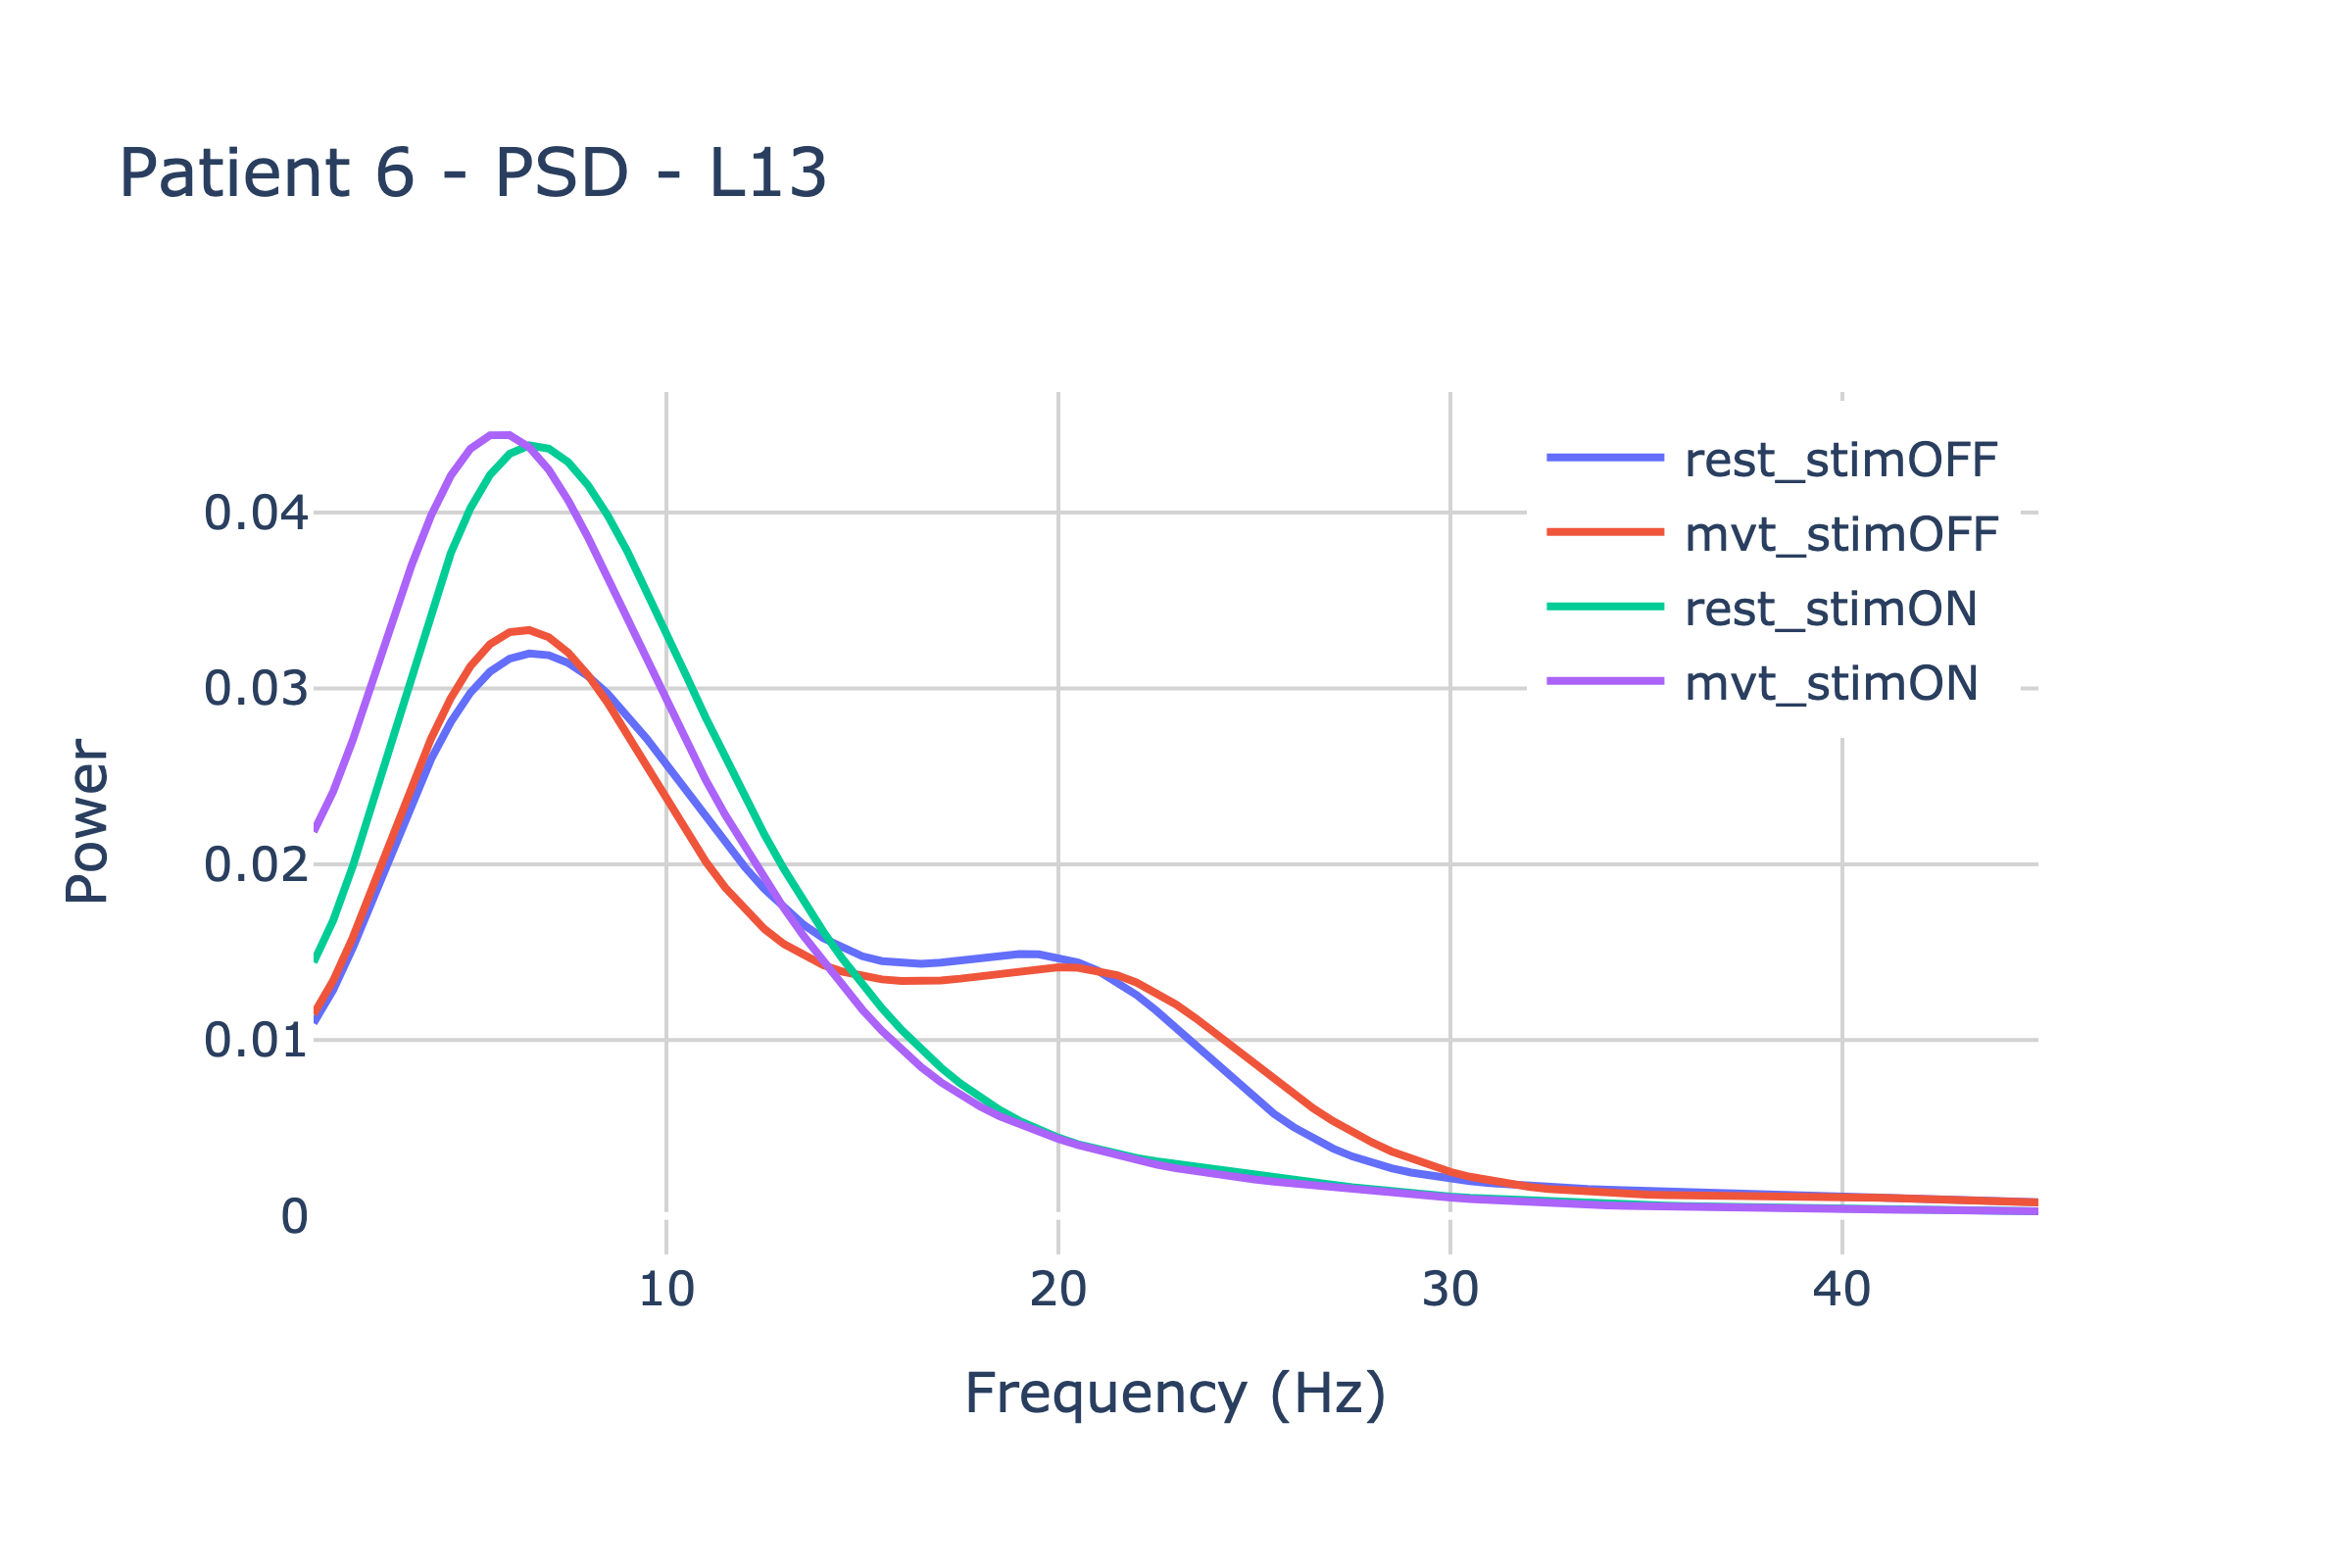 Patient 6 - PSD - L13
rest_stimOFF
mvt_stimOFF
rest_stimON
mvt_stimON
0.04
0.03
0.02
0.01
0
Power
10 20 30 40
Frequency (Hz)